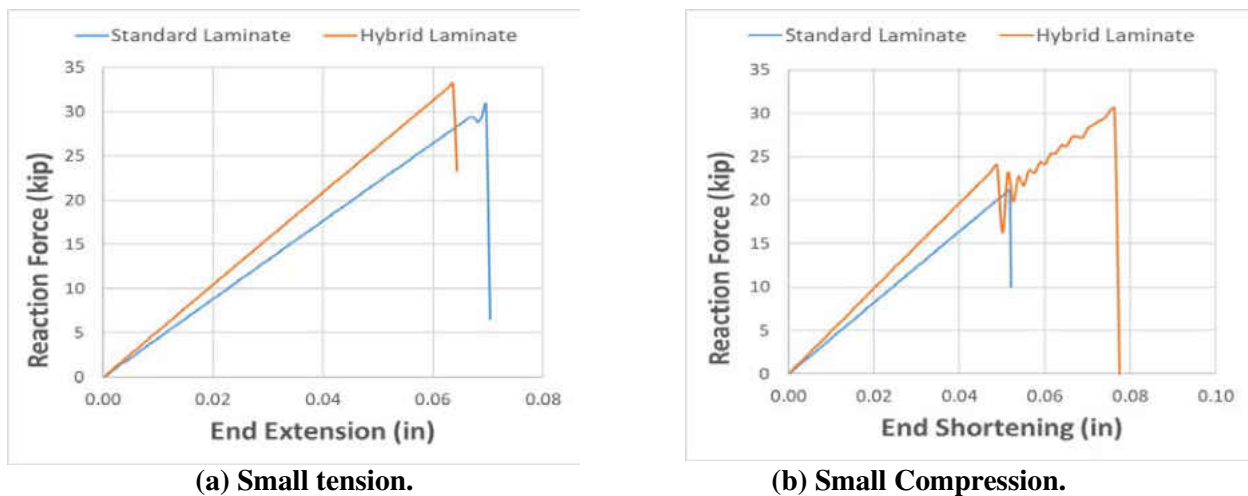 Standard Laminate Hybrid Laminate
35
30
25
20
15
10
5
0
Reaction Force (kip)
0.00 0.02 0.04 0.06 0.08
End Extension (in)
(a) Small tension.
Standard Laminate Hybrid Laminate
35
30
25
20
15
10
5
0
Reaction Force (kip)
0.00 0.02 0.04 0.06 0.08 0.10
End Shortening (in)
(b) Small Compression.